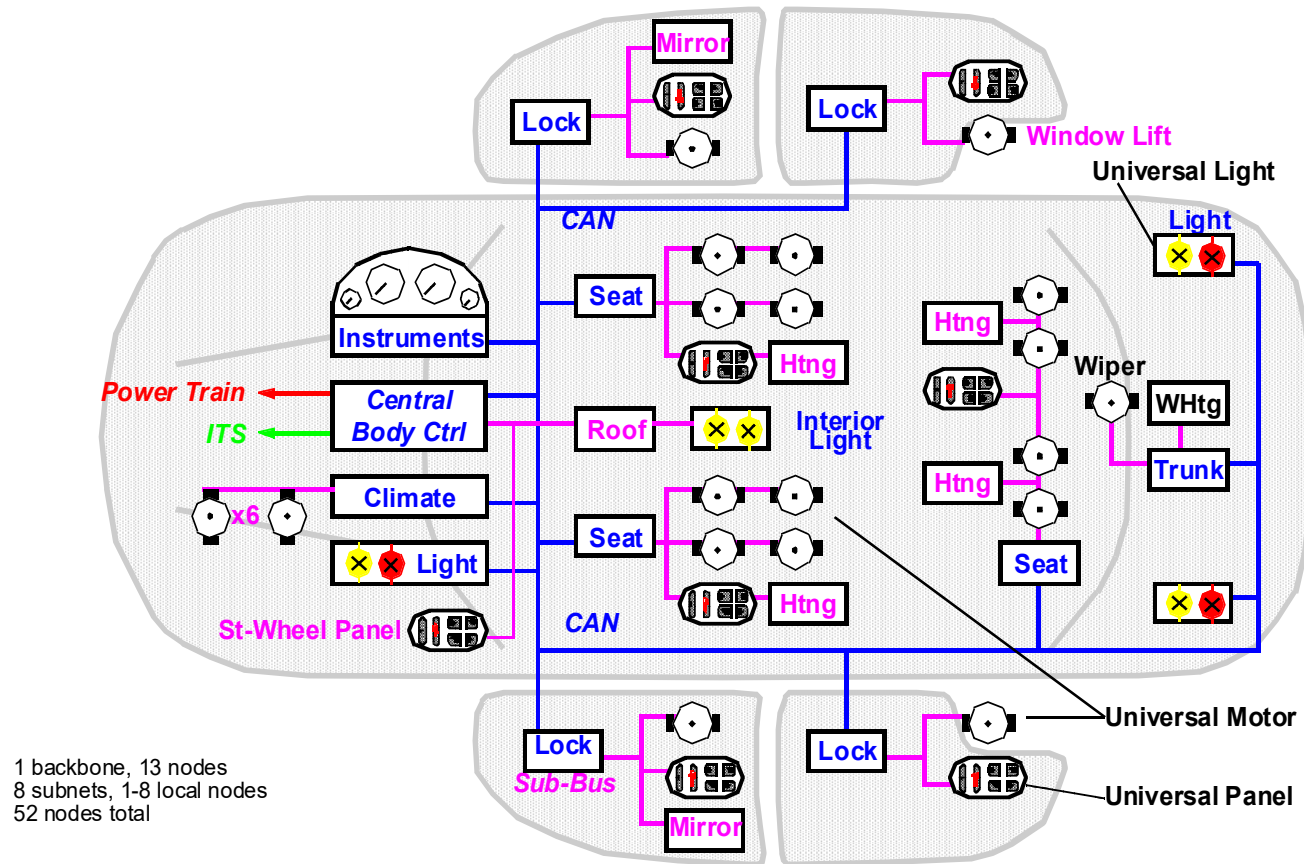 Mirror
Lock
Lock
Window Lift
Universal Light
CAN
Light
Seat
Htng
Instruments
Htng
Wiper
Power Train
Central
Body Ctrl
WHtg
ITS
Roof
Interior
Light
Trunk
Climate
Htng
x6
Seat
Light
Seat
Htng
St-Wheel Panel
CAN
Universal Motor
Lock
Lock
Sub-Bus
1 backbone, 13 nodes
8 subnets, 1-8 local nodes
52 nodes total
Universal Panel
Mirror